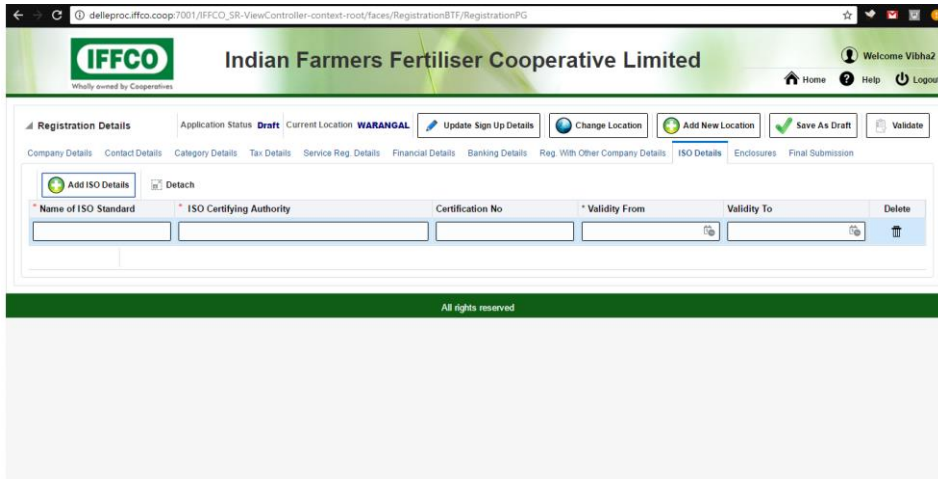 delleproc.iffco.coop:7001/IFFCO_SR-ViewController-context-root/faces/RegistrationBTF/RegistrationPG
IFFCO
Wholly owned by Cooperatives
Indian Farmers Fertiliser Cooperative Limited
Welcome Vibha2
Home Help Logout
Registration Details Application Status Draft Current Location WARANGAL Update Sign Up Details Change Location Add New Location Save As Draft Validate
Company Details Contact Details Category Details Tax Details Service Reg. Details Financial Details Banking Details Reg. With Other Company Details ISO Details Enclosures Final Submission
Add ISO Details Detach
* Name of ISO Standard * ISO Certifying Authority Certification No * Validity From Validity To Delete
All rights reserved